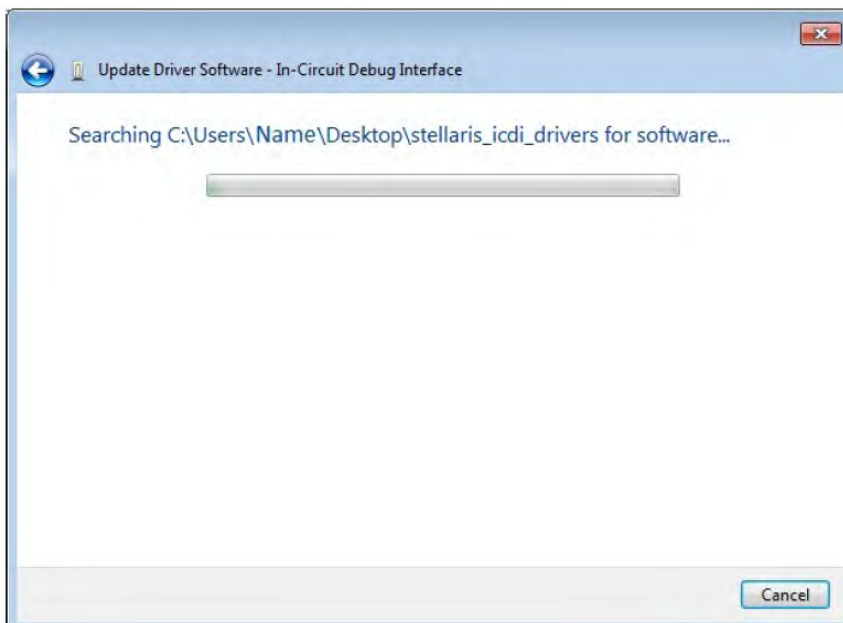 Update Driver Software - In-Circuit Debug Interface
Searching C:\Users\Name\Desktop\stellaris_icdi_drivers for software...
Cancel